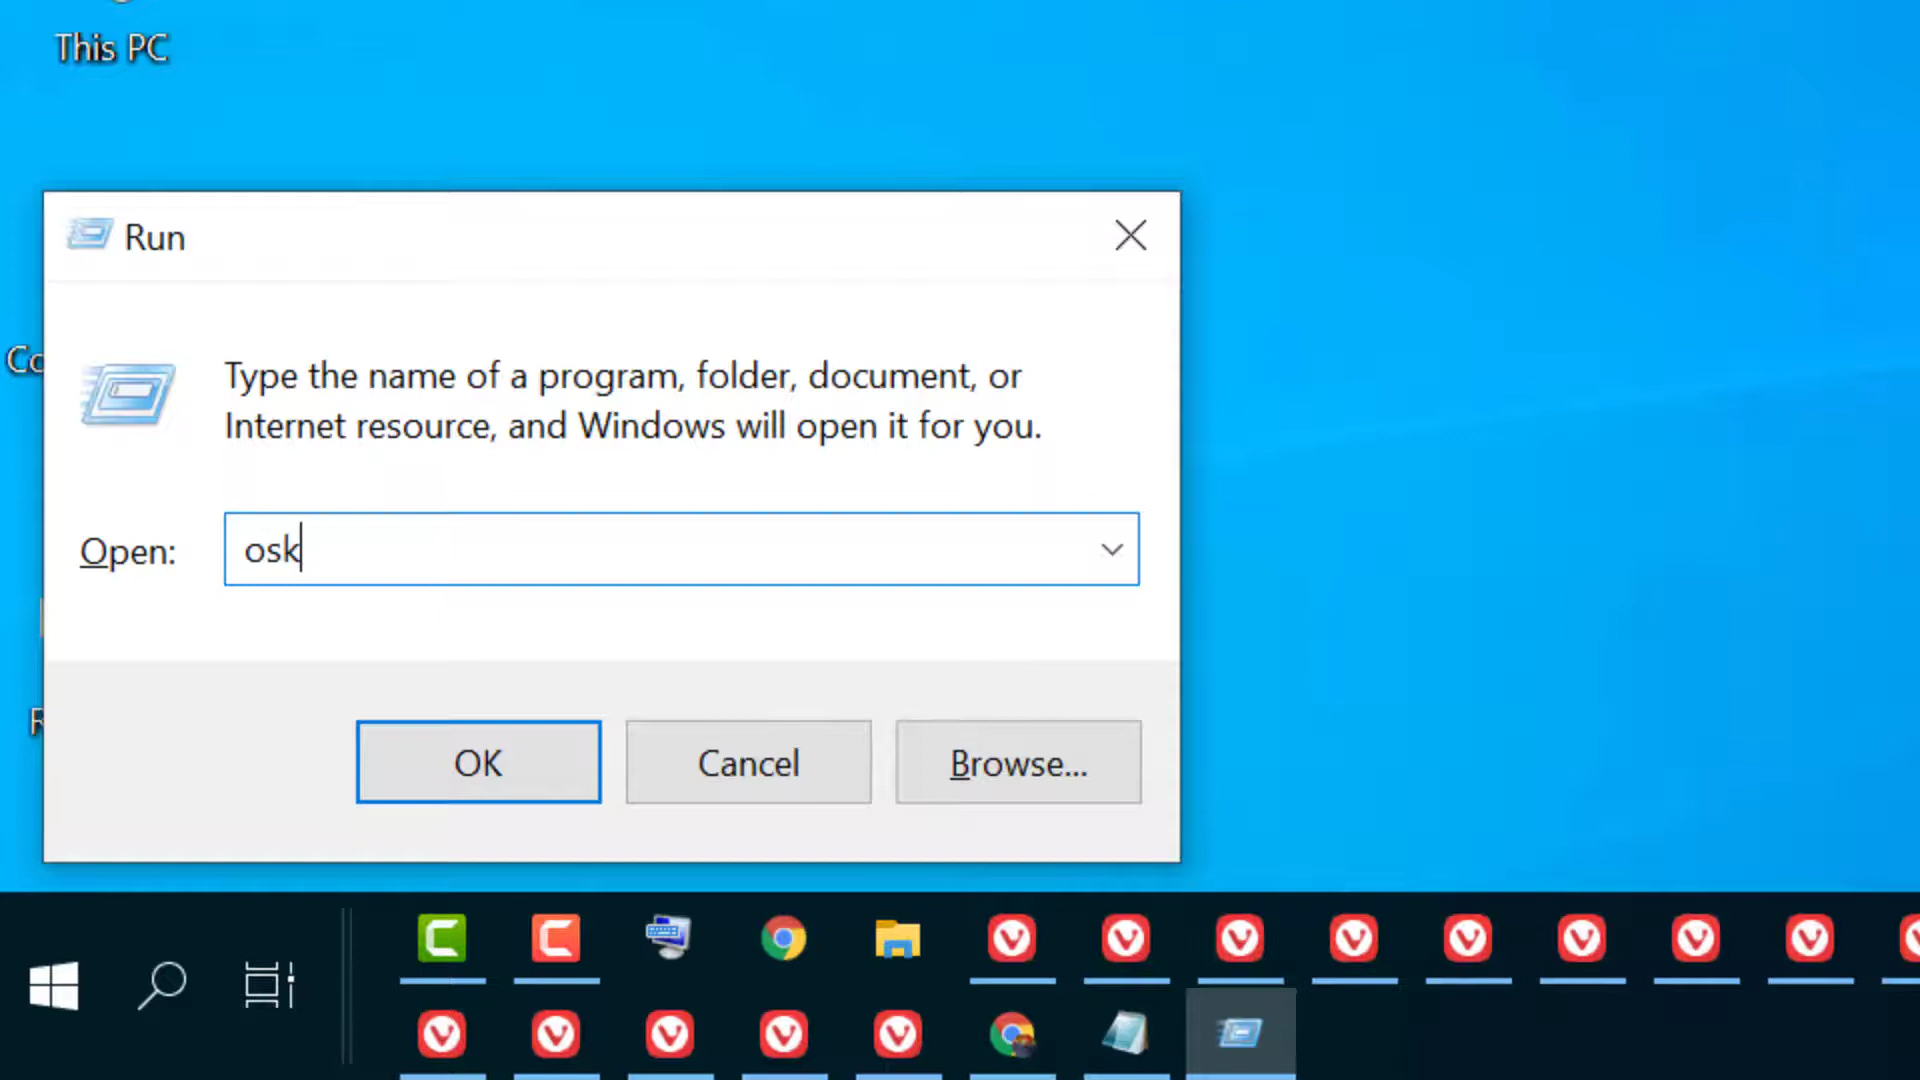 This PC
Run
Co
Type the name of a program, folder, document, or
Internet resource, and Windows will open it for you.
Open: osk
R
OK Cancel Browse...